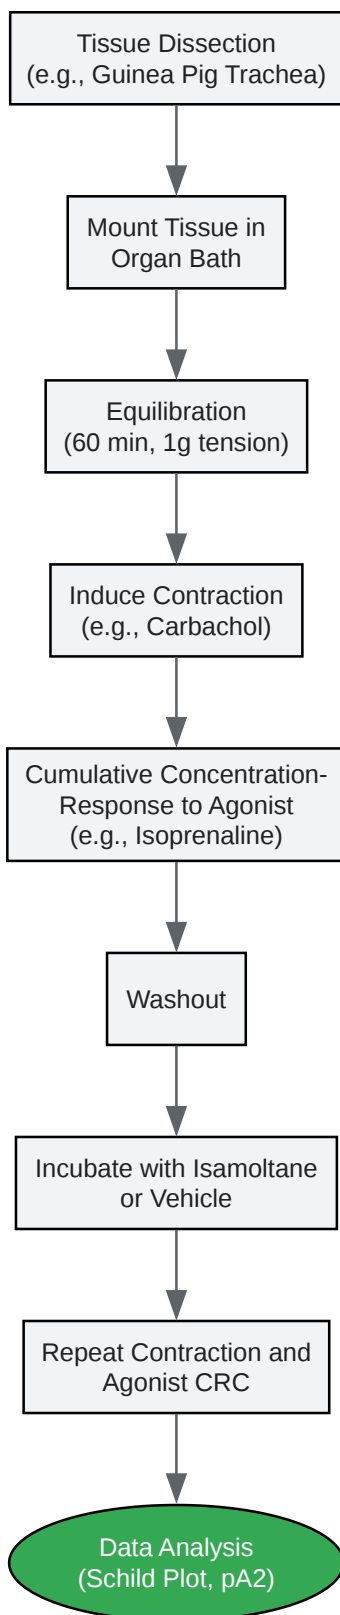 Tissue Dissection
(e.g., Guinea Pig Trachea)
Mount Tissue in
Organ Bath
Equilibration
(60 min, 1g tension)
Induce Contraction
(e.g., Carbachol)
Cumulative Concentration-
Response to Agonist
(e.g., Isoprenaline)
Washout
Incubate with Isamoltane
or Vehicle
Repeat Contraction and
Agonist CRC
Data Analysis
(Schild Plot, pA2)